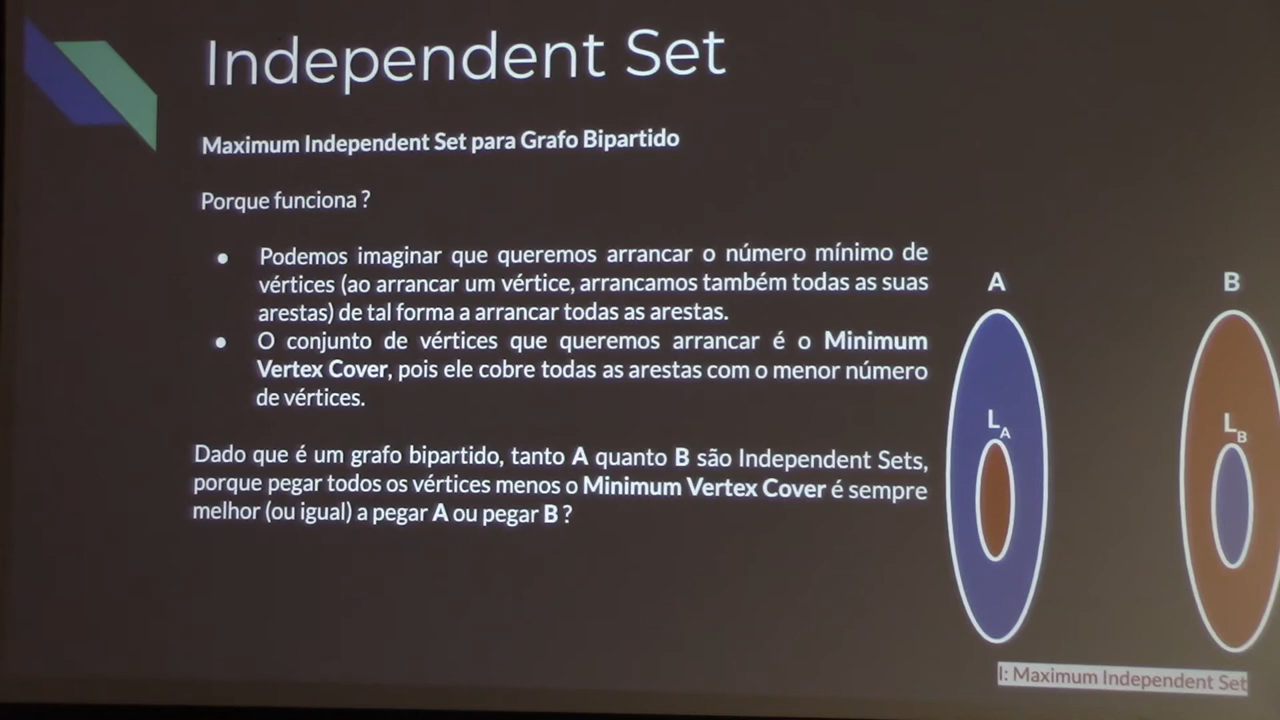 Independent Set
Maximum Independent Set para Grafo Bipartido
Porque funciona ?
● Podemos imaginar que queremos arrancar o número mínimo de
vértices (ao arrancar um vértice, arrancamos também todas as suas
arestas) de tal forma a arrancar todas as arestas.
● O conjunto de vértices que queremos arrancar é o Minimum
Vertex Cover, pois ele cobre todas as arestas com o menor número
de vértices.
Dado que é um grafo bipartido, tanto A quanto B são Independent Sets,
porque pegar todos os vértices menos o Minimum Vertex Cover é sempre
melhor (ou igual) a pegar A ou pegar B ?
A
B
LA
LB
I: Maximum Independent Set